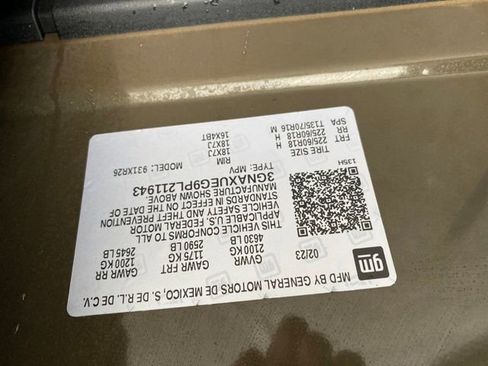 MFD BY GENERAL MOTORS DE MEXICO, S. DE R.L. DE C.V.
gm
02/23
GVWR GAWR FRT GAWR RR
2100 KG 1175 KG 1200 KG
4630 LB 2590 LB 2645 LB
THIS VEHICLE CONFORMS TO ALL
APPLICABLE U.S. FEDERAL MOTOR
VEHICLE SAFETY AND THEFT PREVENTION
STANDARDS IN EFFECT ON THE DATE OF
MANUFACTURE SHOWN ABOVE.
3GNAXUEG9PL211943
TYPE: MPV MODEL: 931XR26
135H
TIRE SIZE RIM
FRT 225/60R18 H 18X7J
RR 225/60R18 H 18X7J
SPA T135/70R16 M 16X4BT